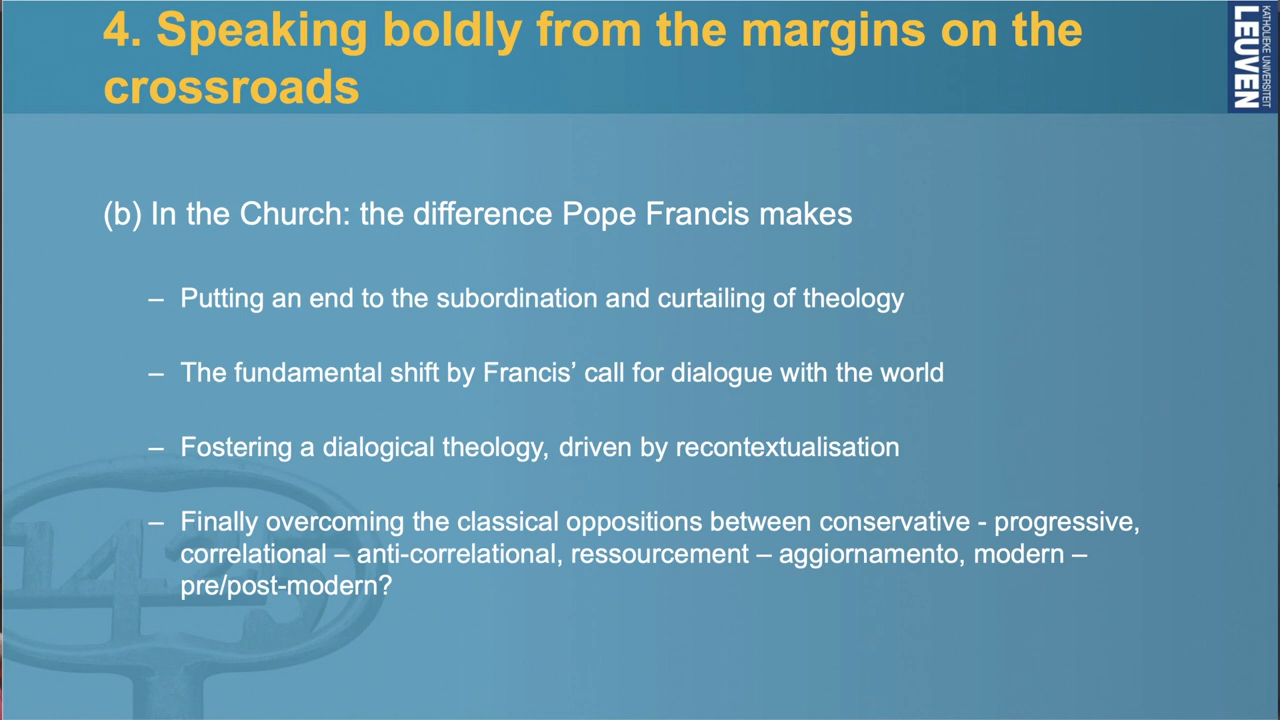 4. Speaking boldly from the margins on the
crossroads
KATHOLIEKE UNIVERSITEIT
LEUVEN
(b) In the Church: the difference Pope Francis makes
– Putting an end to the subordination and curtailing of theology
– The fundamental shift by Francis’ call for dialogue with the world
– Fostering a dialogical theology, driven by recontextualisation
– Finally overcoming the classical oppositions between conservative - progressive,
correlational – anti-correlational, ressourcement – aggiornamento, modern –
pre/post-modern?